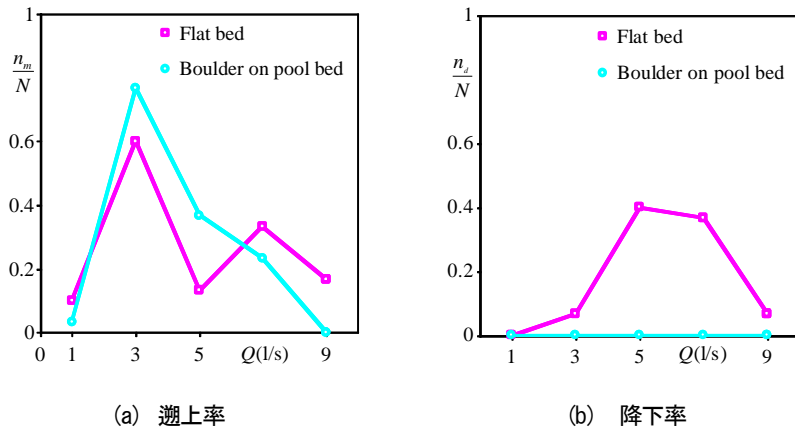 1
n_m
N
Flat bed
Boulder on pool bed
0.6
0.4
0.2
0
0 1 3 5 Q(l/s) 9
(a) 遡上率
1
n_d
N
Flat bed
Boulder on pool bed
0.6
0.4
0.2
0
1 3 5 Q(l/s) 9
(b) 降下率